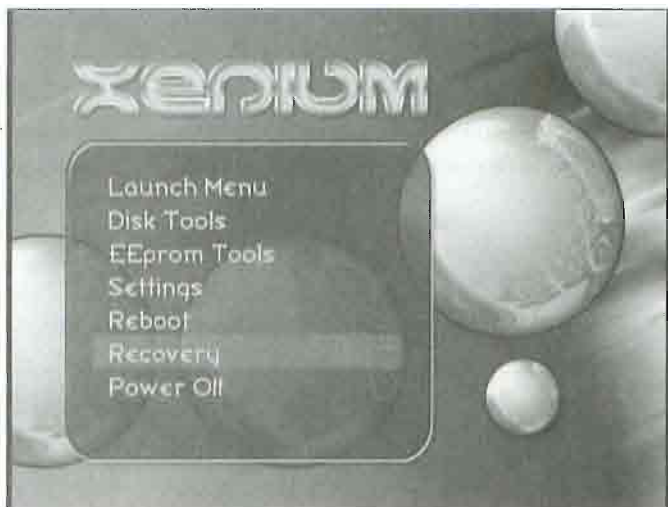 XENIUM
Launch Menu
Disk Tools
EEprom Tools
Settings
Reboot
Recovery
Power Off